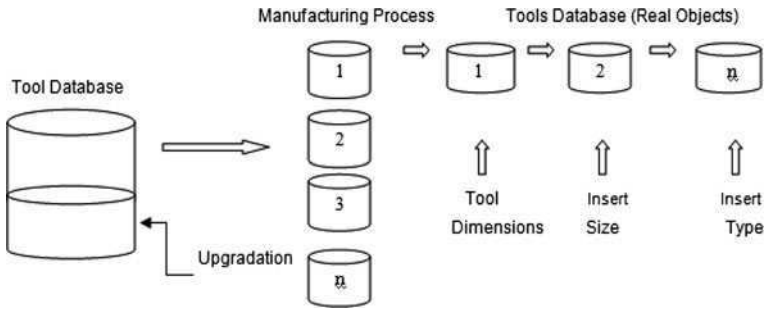 Manufacturing Process
Tools Database (Real Objects)
Tool Database
1
1
2
n
2
3
n
Upgradation
Tool
Dimensions
Insert
Size
Insert
Type